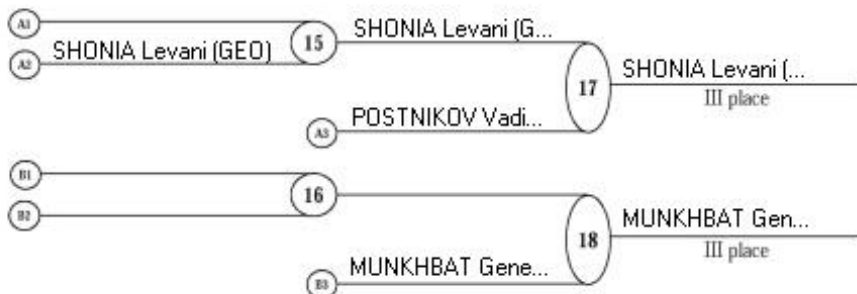 A1
15
SHONIA Levani (G...
A2
SHONIA Levani (GEO)
17
SHONIA Levani (...
III place
A3
POSTNIKOV Vadi...
B1
16
B2
18
MUNKHBAT Gen...
III place
B3
MUNKHBAT Gene...